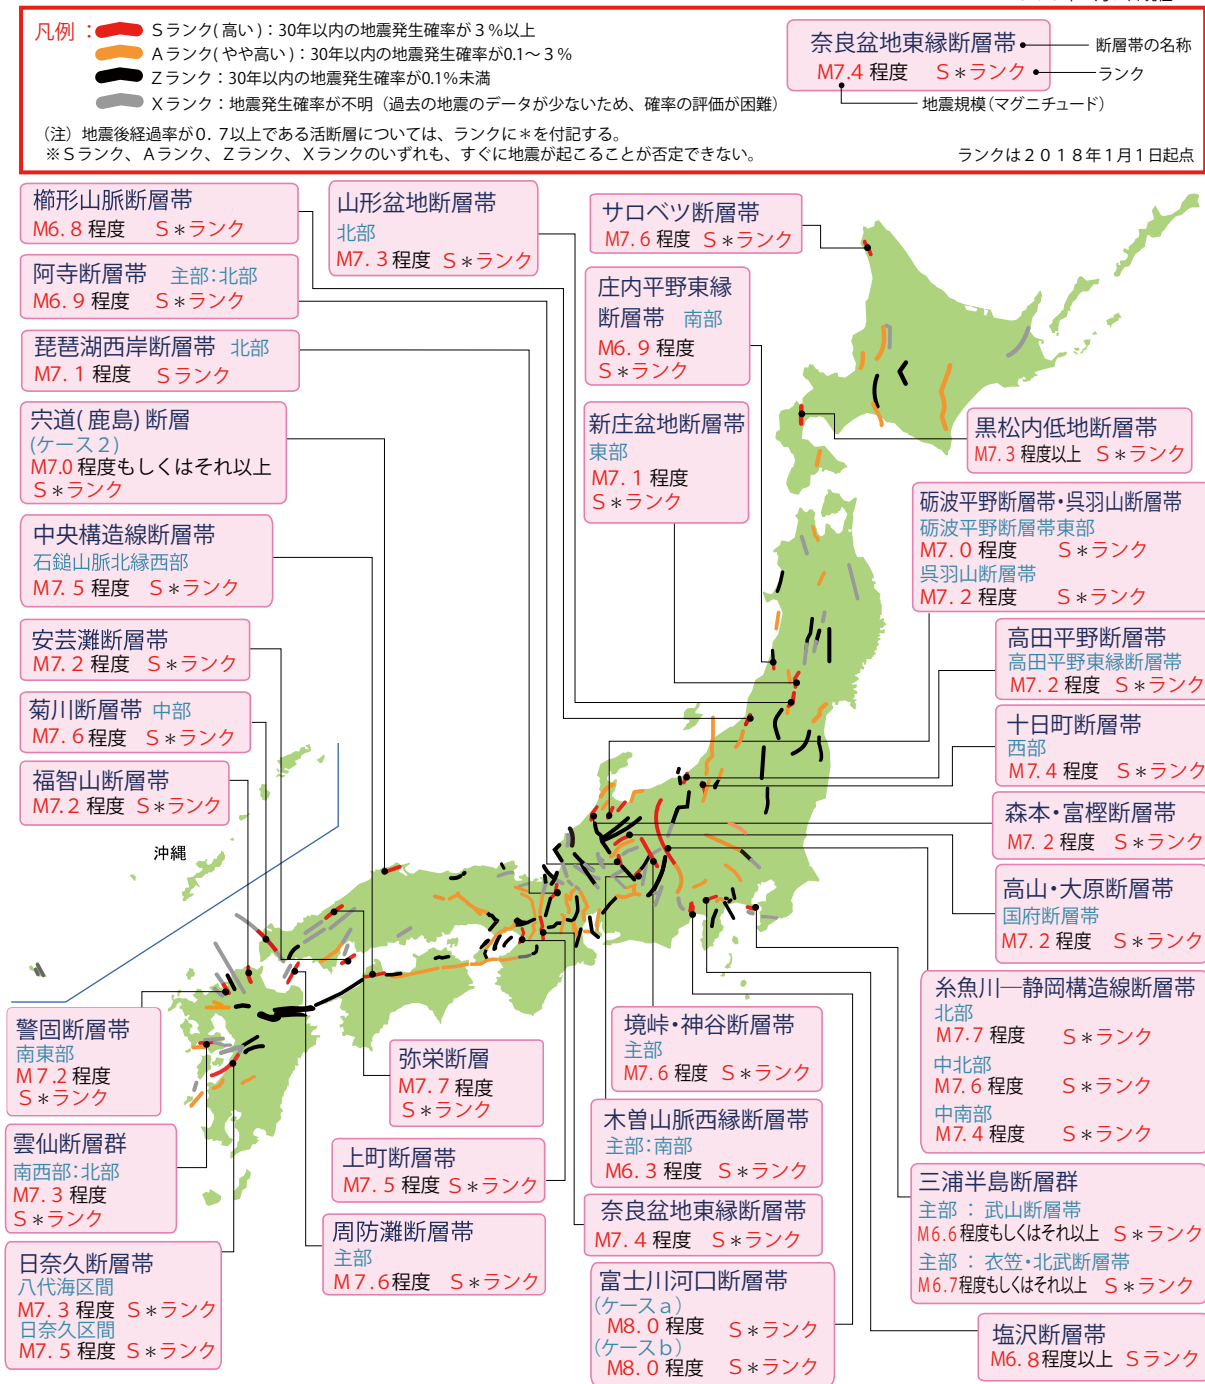 凡例：
Sランク(高い)：30年以内の地震発生確率が3%以上
Aランク(やや高い)：30年以内の地震発生確率が0.1～3%
Zランク：30年以内の地震発生確率が0.1%未満
Xランク：地震発生確率が不明（過去の地震のデータが少ないため、確率の評価が困難）
（注）地震後経過率が0.7以上である活断層については、ランクに＊を付記する。
※Sランク、Aランク、Zランク、Xランクのいずれも、すぐに地震が起こることが否定できない。
奈良盆地東縁断層帯
M7.4 程度 S＊ランク
断層帯の名称
ランク
地震規模(マグニチュード)
ランクは2018年1月1日起点
櫛形山脈断層帯
M6.8 程度 S＊ランク
阿寺断層帯 主部:北部
M6.9 程度 S＊ランク
琵琶湖西岸断層帯 北部
M7.1 程度 Sランク
宍道(鹿島)断層
(ケース2)
M7.0 程度もしくはそれ以上
S＊ランク
中央構造線断層帯
石鎚山脈北縁西部
M7.5 程度 S＊ランク
安芸灘断層帯
M7.2 程度 S＊ランク
菊川断層帯 中部
M7.6 程度 S＊ランク
福智山断層帯
M7.2 程度 S＊ランク
沖縄
山形盆地断層帯
北部
M7.3 程度 S＊ランク
サロベツ断層帯
M7.6 程度 S＊ランク
庄内平野東縁
断層帯 南部
M6.9 程度
S＊ランク
新庄盆地断層帯
東部
M7.1 程度
S＊ランク
黒松内低地断層帯
M7.3 程度以上 S＊ランク
砺波平野断層帯・呉羽山断層帯
砺波平野断層帯東部
M7.0 程度 S＊ランク
呉羽山断層帯
M7.2 程度 S＊ランク
高田平野断層帯
高田平野東縁断層帯
M7.2 程度 S＊ランク
十日町断層帯
西部
M7.4 程度 S＊ランク
森本・富樫断層帯
M7.2 程度 S＊ランク
高山・大原断層帯
国府断層帯
M7.2 程度 S＊ランク
糸魚川―静岡構造線断層帯
北部
M7.7 程度 S＊ランク
中北部
M7.6 程度 S＊ランク
中南部
M7.4 程度 S＊ランク
三浦半島断層群
主部：武山断層帯
M6.6程度もしくはそれ以上 S＊ランク
主部：衣笠・北武断層帯
M6.7程度もしくはそれ以上 S＊ランク
塩沢断層帯
M6.8程度以上 Sランク
境峠・神谷断層帯
主部
M7.6 程度 S＊ランク
木曽山脈西縁断層帯
主部:南部
M6.3 程度 S＊ランク
奈良盆地東縁断層帯
M7.4 程度 S＊ランク
富士川河口断層帯
(ケースa)
M8.0 程度 S＊ランク
(ケースb)
M8.0 程度 S＊ランク
弥栄断層
M7.7 程度
S＊ランク
上町断層帯
M7.5 程度 S＊ランク
周防灘断層帯
主部
M7.6程度 S＊ランク
警固断層帯
南東部
M7.2 程度
S＊ランク
雲仙断層群
南西部:北部
M7.3 程度
S＊ランク
日奈久断層帯
八代海区間
M7.3 程度 S＊ランク
日奈久区間
M7.5 程度 S＊ランク